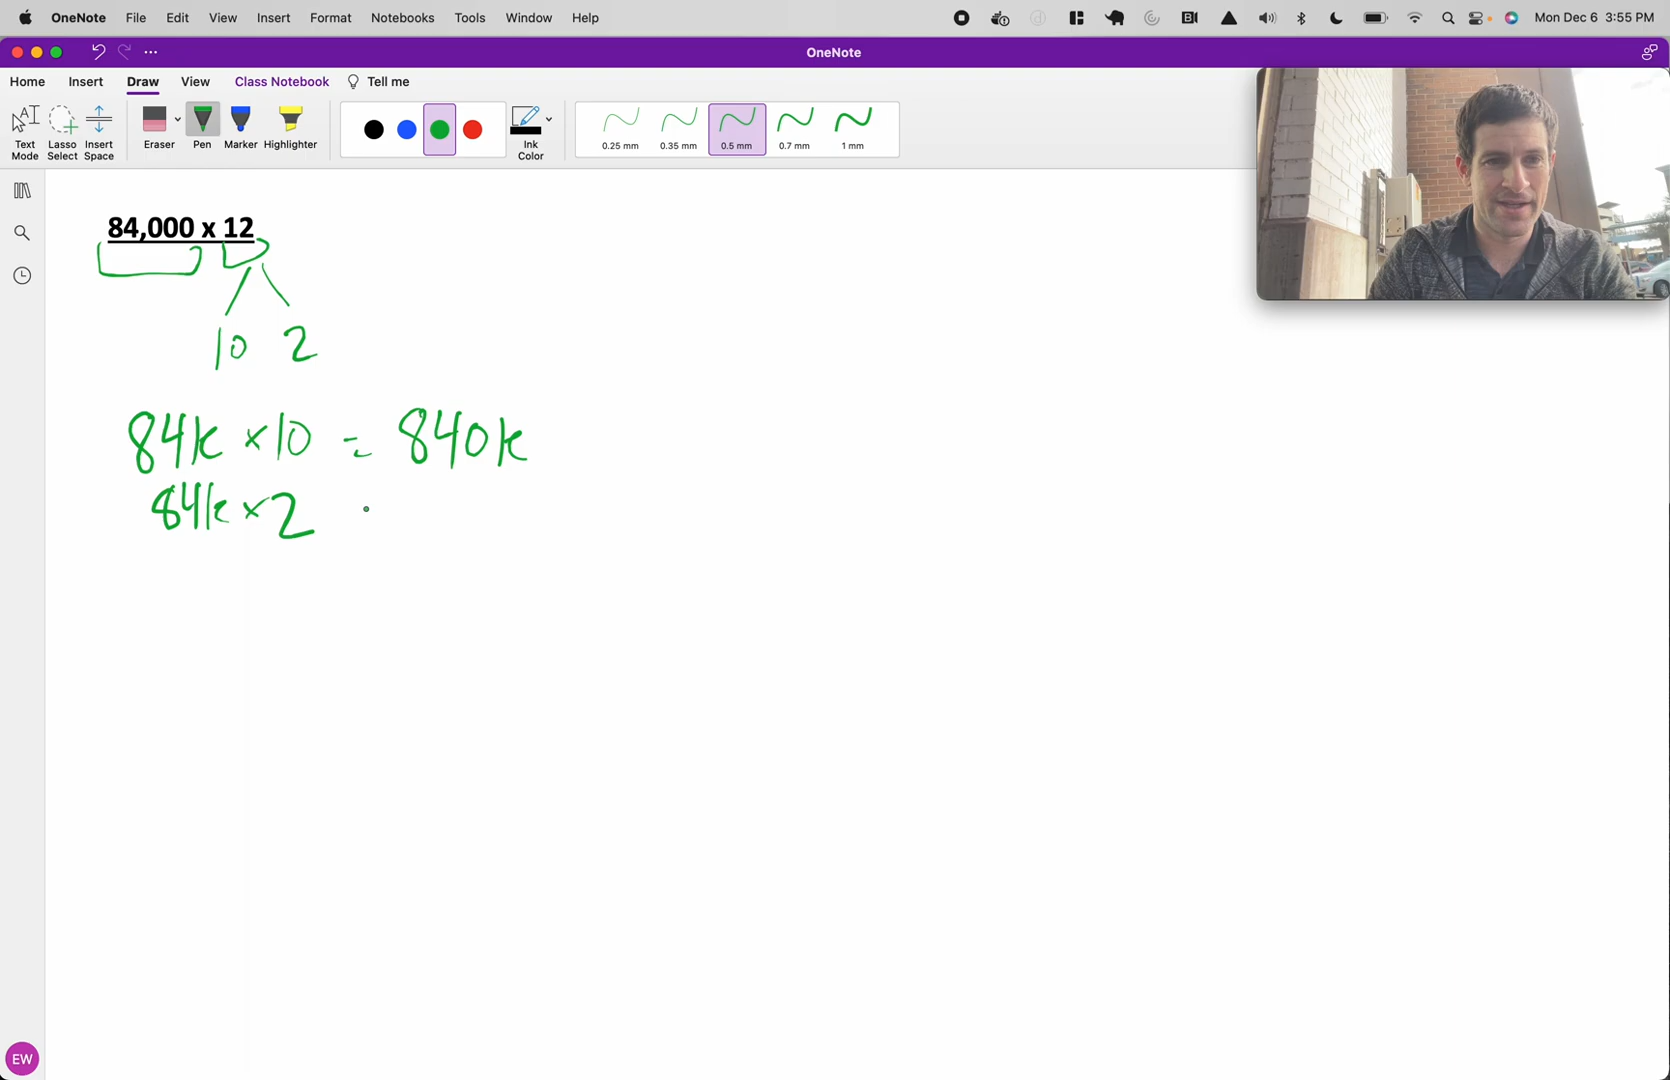 OneNote File Edit View Insert Format Notebooks Tools Window Help Mon Dec 6 3:55 PM
OneNote
Home Insert Draw View Class Notebook Tell me
Text Mode Lasso Select Insert Space Eraser Pen Marker Highlighter Ink Color 0.25 mm 0.35 mm 0.5 mm 0.7 mm 1 mm
84,000 x 12
10 2
84k × 10 = 840k
84k × 2
EW